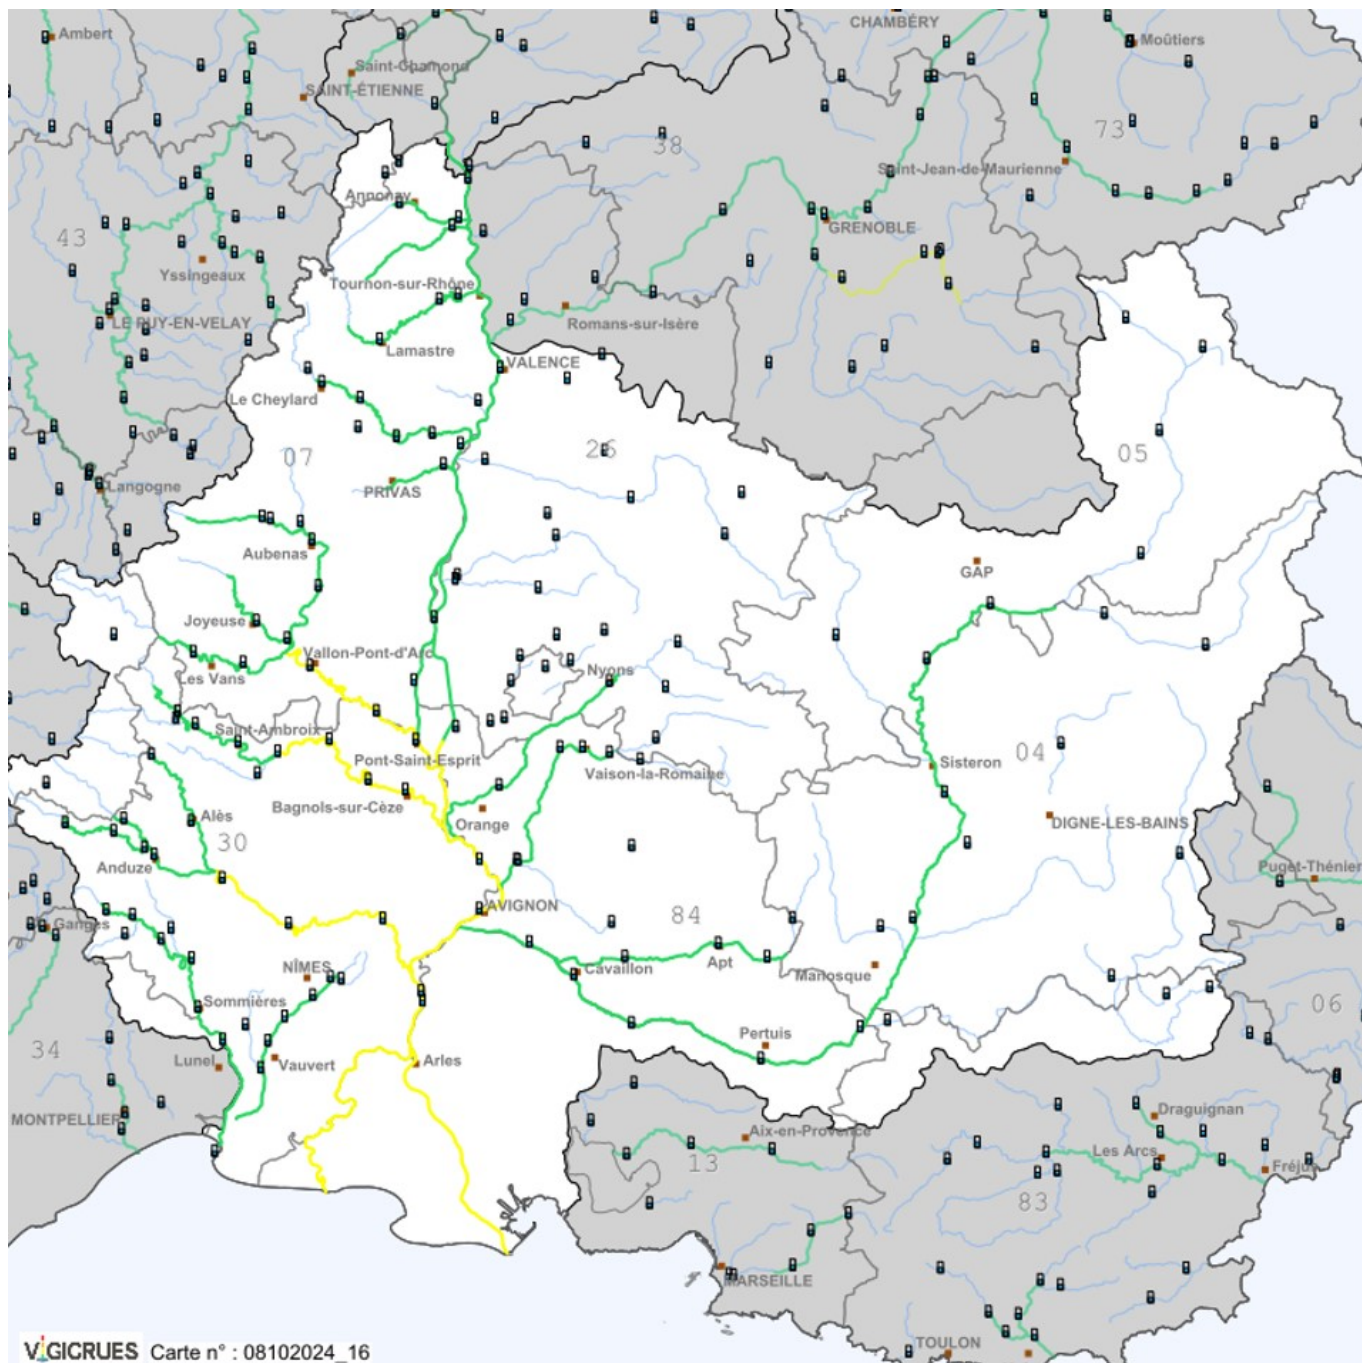 CHAMBÉRY
Ambert
Moûtiers
Saint-Chamond
SAINT-ÉTIENNE
73
38
Saint-Jean-de-Maurienne
Annonay
GRENOBLE
43
Yssingeaux
Tournon-sur-Rhône
LE PUY-EN-VELAY
Romans-sur-Isère
Lamastre
VALENCE
Le Cheylard
07
26
05
Langogne
PRIVAS
Aubenas
GAP
Joyeuse
Vallon-Pont-d'Arc
Les Vans
Nyons
Saint-Ambroix
04
Pont-Saint-Esprit
Sisteron
Vaison-la-Romaine
Bagnols-sur-Cèze
Alès
Orange
DIGNE-LES-BAINS
30
Anduze
Puget-Thénier
AVIGNON
84
Ganges
NÎMES
Cavaillon
Apt
Manosque
Sommières
06
Pertuis
34
Lunel
Vauvert
Arles
MONTPELLIER
Draguignan
Aix-en-Provence
13
Les Arcs
Fréjus
83
MARSEILLE
TOULON
VIGICRUES Carte n° : 08102024_16